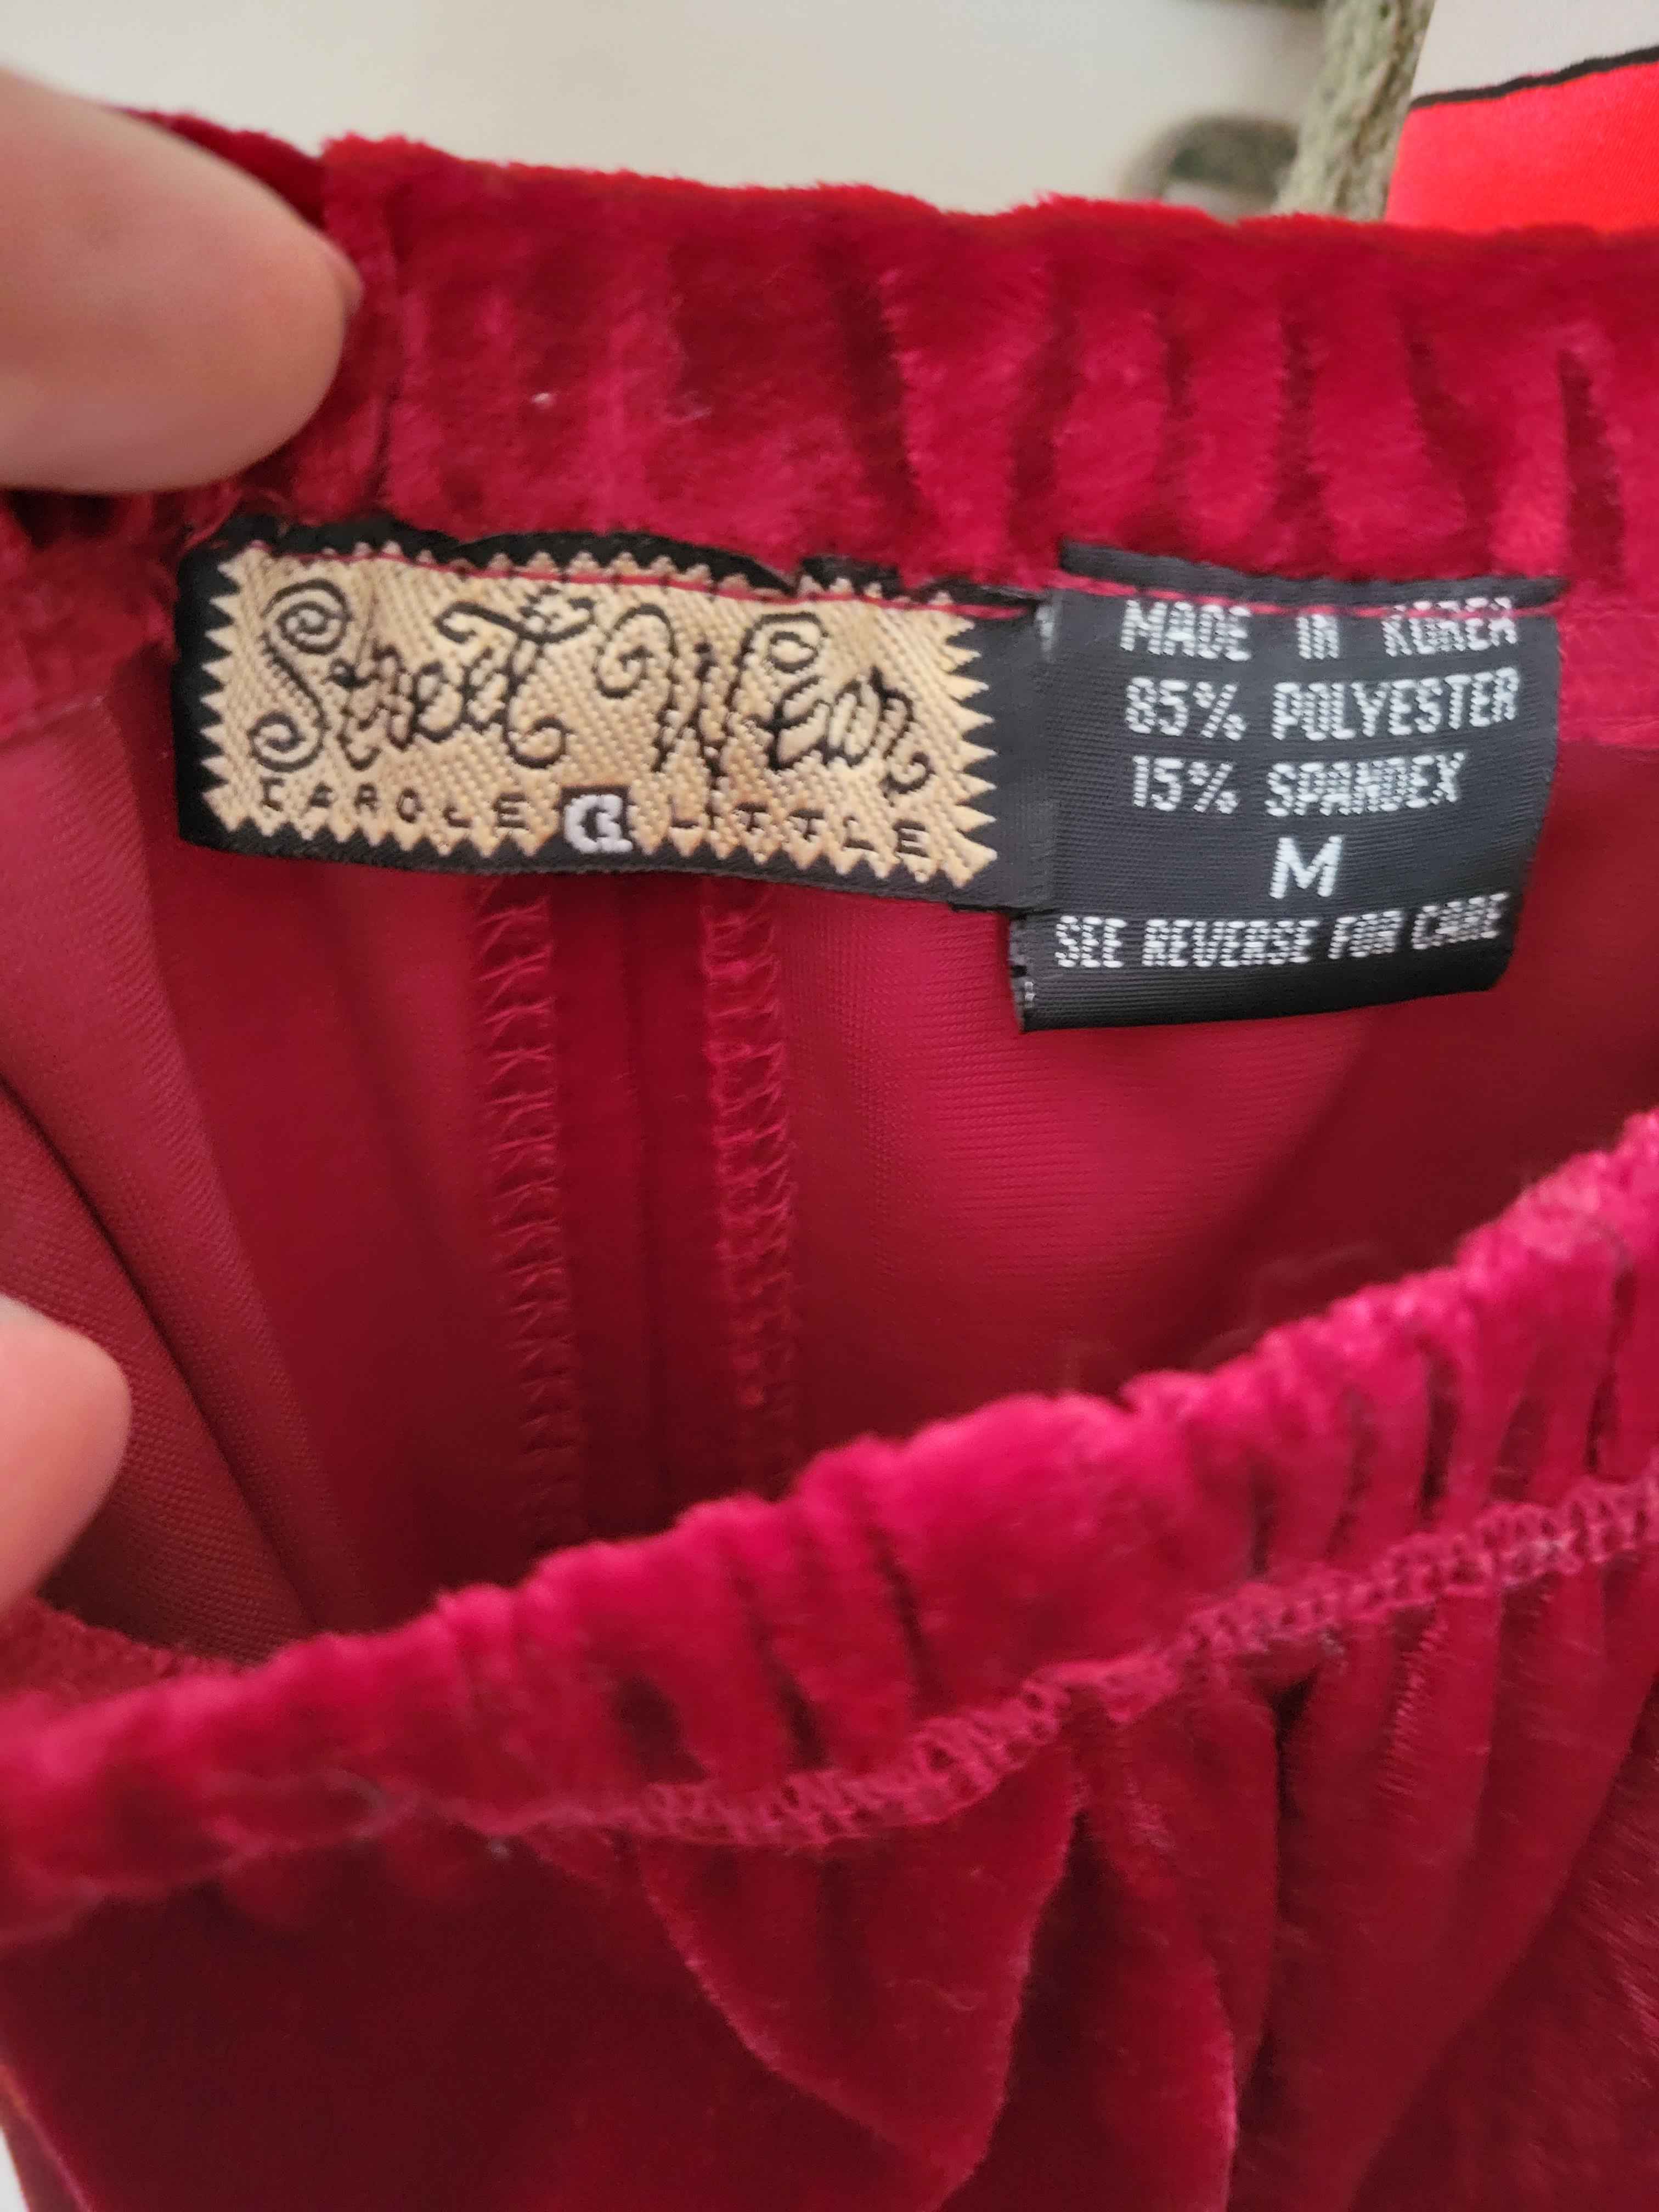 Street Wear
CAROLE CL LITTLE
MADE IN KOREA
85% POLYESTER
15% SPANDEX
M
SEE REVERSE FOR CARE